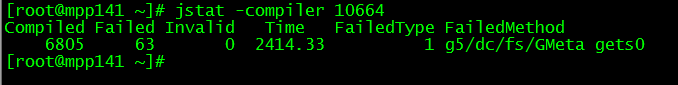 [root@mpp141 ~]# jstat -compiler 10664
Compiled Failed Invalid   Time   FailedType FailedMethod
    6805     63       0  2414.33          1 g5/dc/fs/GMeta gets0
[root@mpp141 ~]#